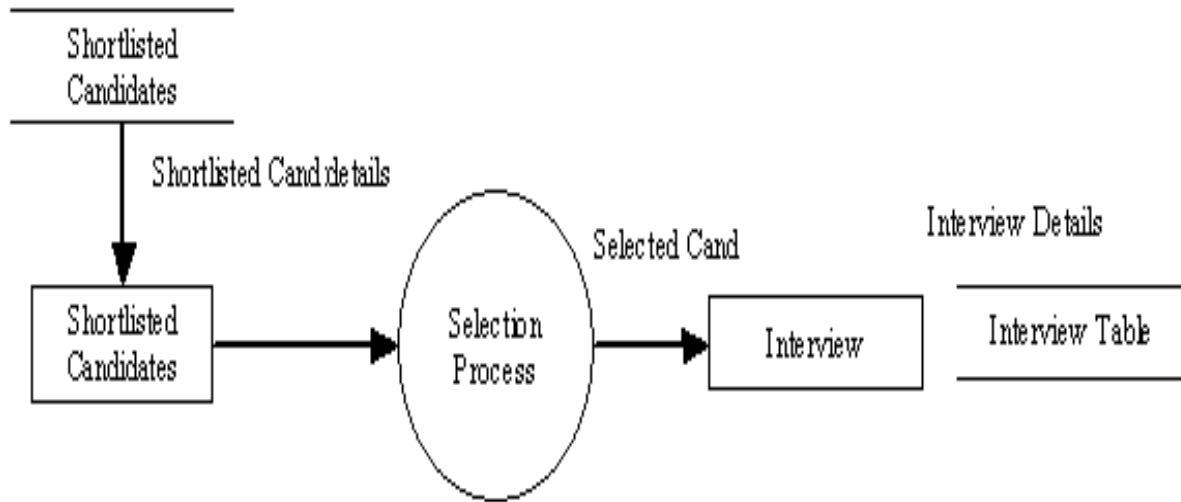 Shortlisted
Candidates
Shortlisted Cand:details
Selected Cand
Interview Details
Shortlisted
Candidates
Selection
Process
Interview
Interview Table